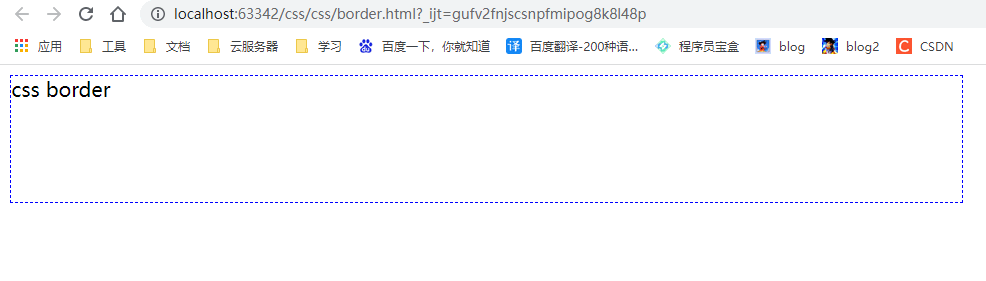 localhost:63342/css/css/border.html?_ijt=gufv2fnjscsnpfmipog8k8l48p
应用 工具 文档 云服务器 学习 百度一下，你就知道 译 百度翻译-200种语... 程序员宝盒 blog blog2 C CSDN
css border